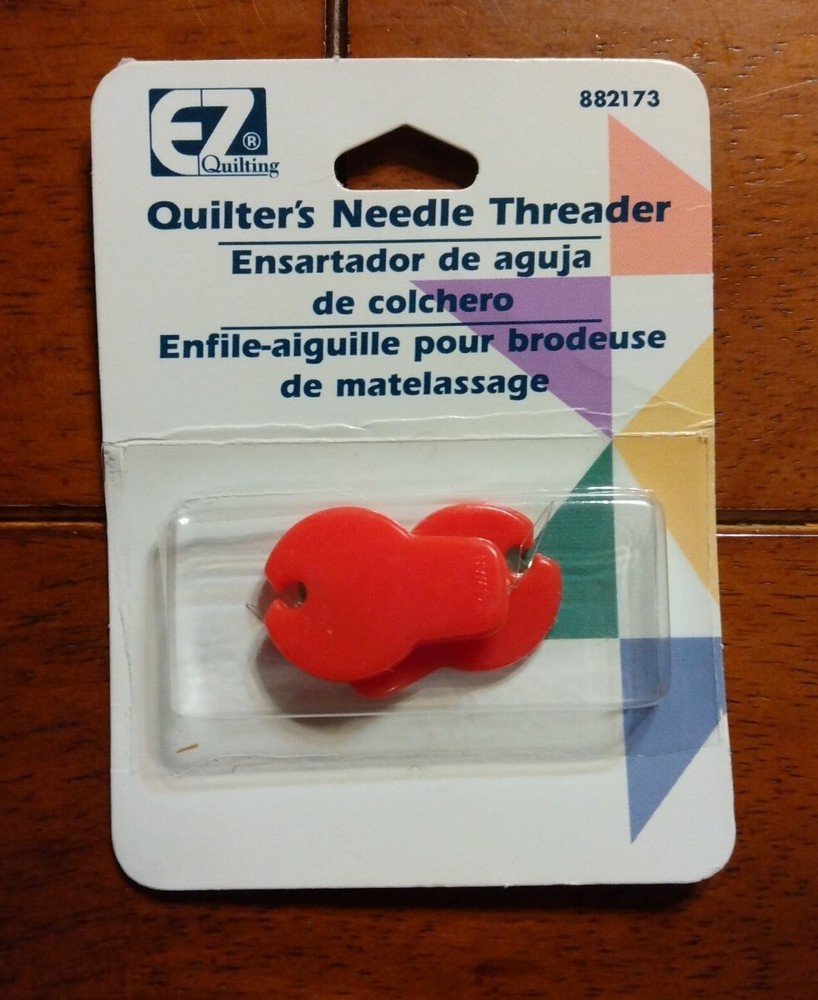 EZ®
Quilting
882173
Quilter's Needle Threader
Ensartador de aguja
de colchero
Enfile-aiguille pour brodeuse
de matelassage